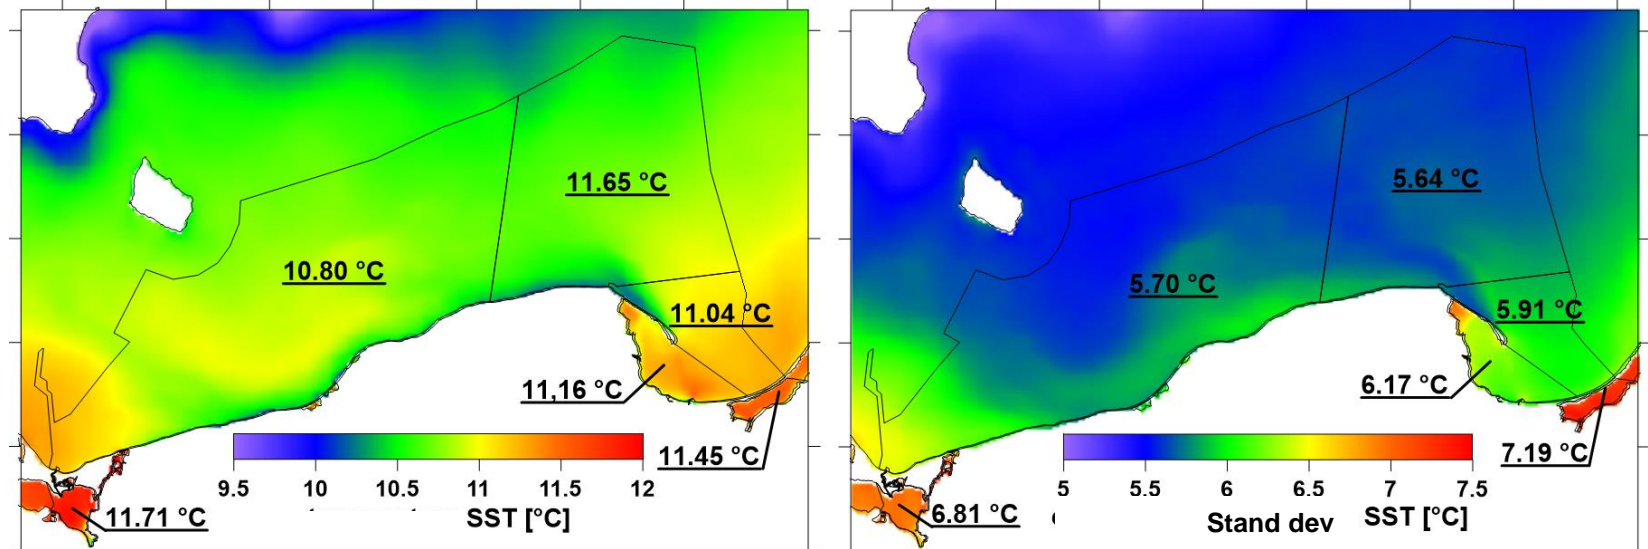 11.65 °C
10.80 °C
11.04 °C
11,16 °C
11.45 °C
11.71 °C
9.5 10 10.5 11 11.5 12
SST [°C]
5.64 °C
5.70 °C
5.91 °C
6.17 °C
7.19 °C
6.81 °C
5 5.5 6 6.5 7 7.5
Stand dev SST [°C]